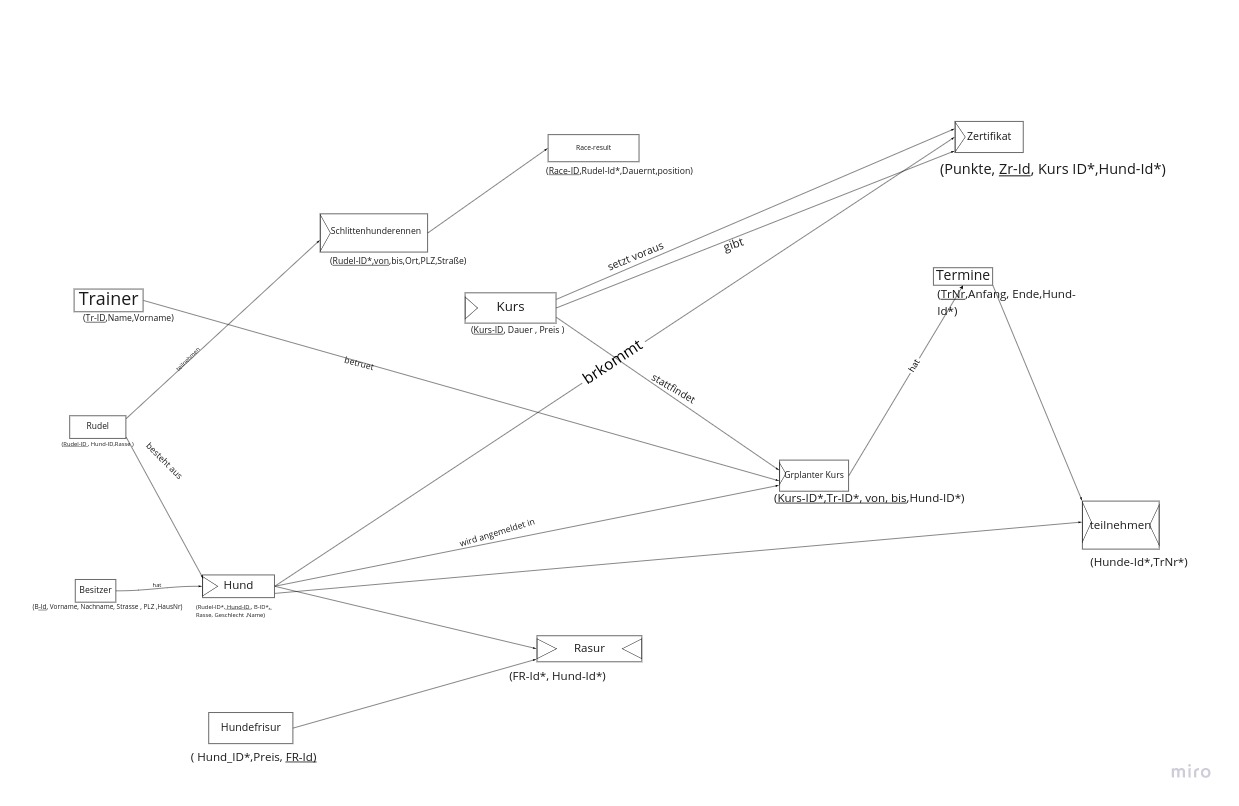 Zertifikat
(Punkte, Zr-Id, Kurs ID*,Hund-Id*)
Race-result
(Race-ID,Rudel-Id*,Dauernt,position)
Schlittenhunderennen
(Rudel-ID*,von,bis,Ort,PLZ,Straße)
setzt voraus
gibt
Termine
(TrNr,Anfang, Ende,Hund-
Id*)
Trainer
(Tr-ID,Name,Vorname)
Kurs
(Kurs-ID, Dauer , Preis )
teilnehmen
betruet
brkommt
stattfindet
hat
Rudel
(Rudel-ID , Hund-ID,Rasse )
besteht aus
Grplanter Kurs
(Kurs-ID*,Tr-ID*, von, bis,Hund-ID*)
wird angemeldet in
teilnehmen
(Hunde-Id*,TrNr*)
Besitzer
hat
Hund
(B-Id, Vorname, Nachname, Strasse , PLZ ,HausNr)
(Rudel-ID*, Hund-ID , B-ID*,
Rasse, Geschlecht ,Name)
Rasur
(FR-Id*, Hund-Id*)
Hundefrisur
( Hund_ID*,Preis, FR-Id)
miro